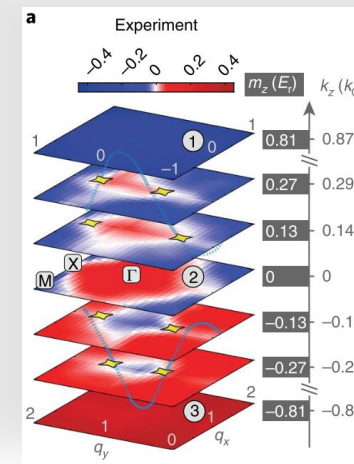 a
Experiment
−0.4 −0.2 0 0.2 0.4
m_z (E_r)
k_z (k
1 0 −1 1 0 1
0.81 0.87
0.27 0.29
0.13 0.14
M X Γ 2 0 0
−0.13 −0.1
−0.27 −0.2
3 −0.81 −0.8
2 1 0 1 2
q_y q_x